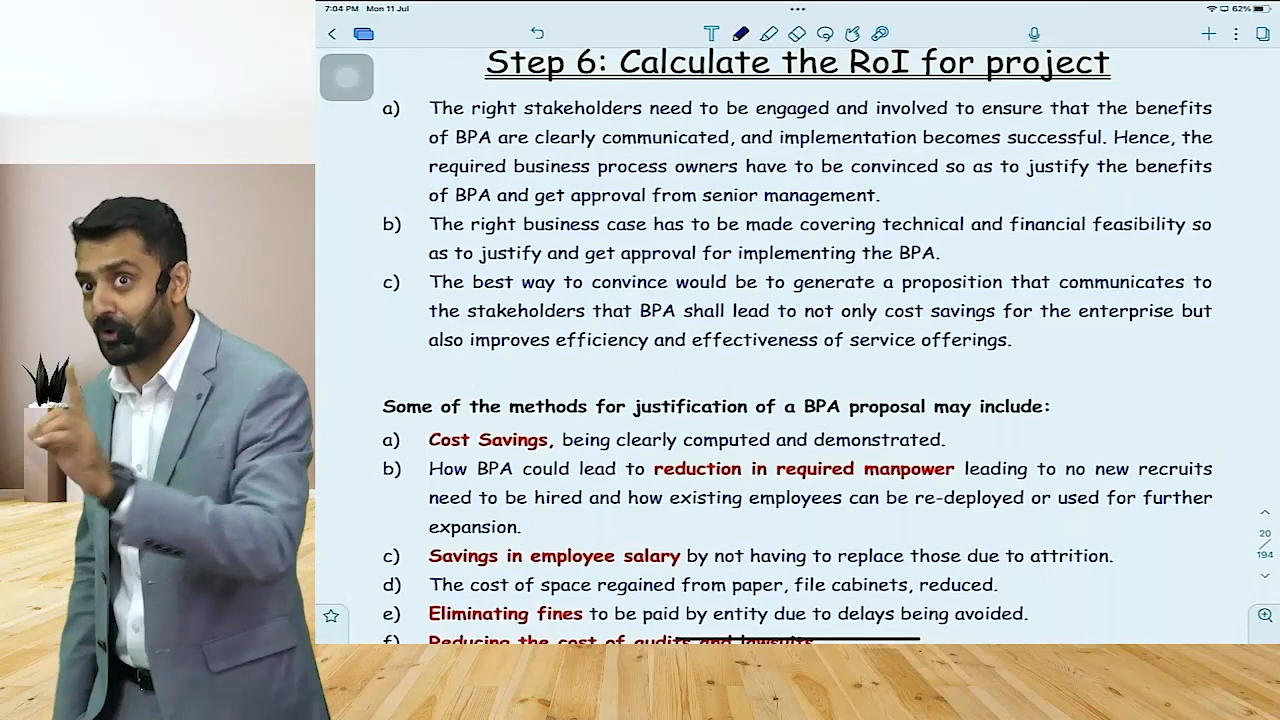 7:04 PM Mon 11 Jul
62%
Step 6: Calculate the RoI for project
a) The right stakeholders need to be engaged and involved to ensure that the benefits
of BPA are clearly communicated, and implementation becomes successful. Hence, the
required business process owners have to be convinced so as to justify the benefits
of BPA and get approval from senior management.
b) The right business case has to be made covering technical and financial feasibility so
as to justify and get approval for implementing the BPA.
c) The best way to convince would be to generate a proposition that communicates to
the stakeholders that BPA shall lead to not only cost savings for the enterprise but
also improves efficiency and effectiveness of service offerings.
Some of the methods for justification of a BPA proposal may include:
a) Cost Savings, being clearly computed and demonstrated.
b) How BPA could lead to reduction in required manpower leading to no new recruits
need to be hired and how existing employees can be re-deployed or used for further
expansion.
c) Savings in employee salary by not having to replace those due to attrition.
d) The cost of space regained from paper, file cabinets, reduced.
e) Eliminating fines to be paid by entity due to delays being avoided.
f) Reducing the cost of audits and lawsuits
20
194